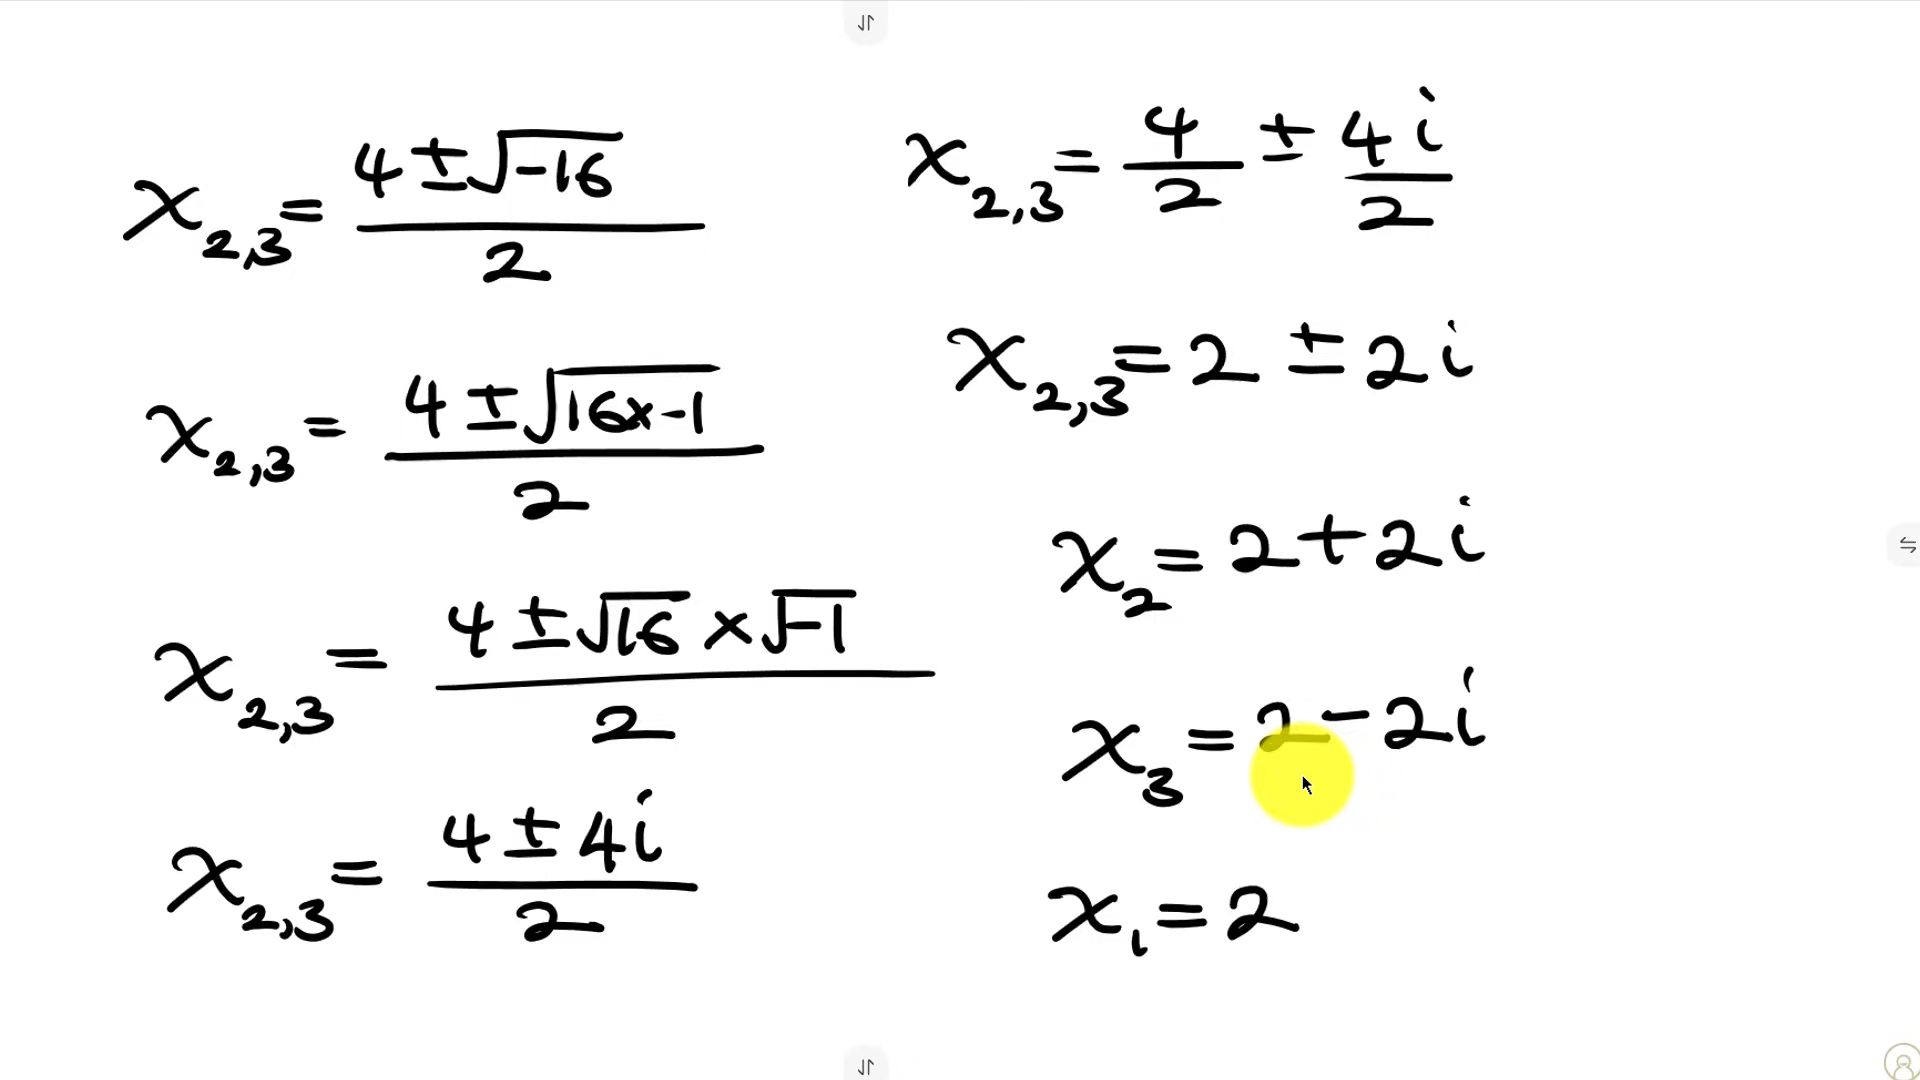 x₂,₃ = (4 ± √-16) / 2
x₂,₃ = (4 ± √16x-1) / 2
x₂,₃ = (4 ± √16 × √-1) / 2
x₂,₃ = (4 ± 4i) / 2
x₂,₃ = 4/2 ± 4i/2
x₂,₃ = 2 ± 2i
x₂ = 2 + 2i
x₃ = 2 - 2i
x₁ = 2